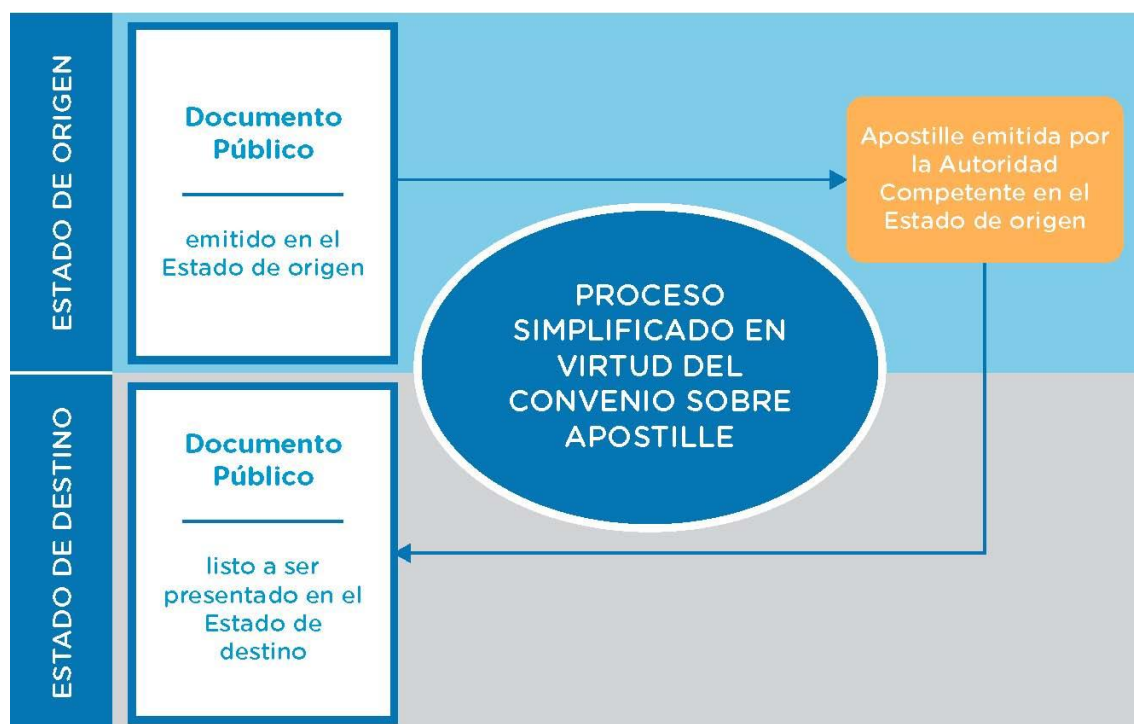 ESTADO DE ORIGEN
Documento
Público
emitido en el
Estado de origen
Apostille emitida por
la Autoridad
Competente en el
Estado de origen
PROCESO
SIMPLIFICADO EN
VIRTUD DEL
CONVENIO SOBRE
APOSTILLE
ESTADO DE DESTINO
Documento
Público
listo a ser
presentado en el
Estado de
destino